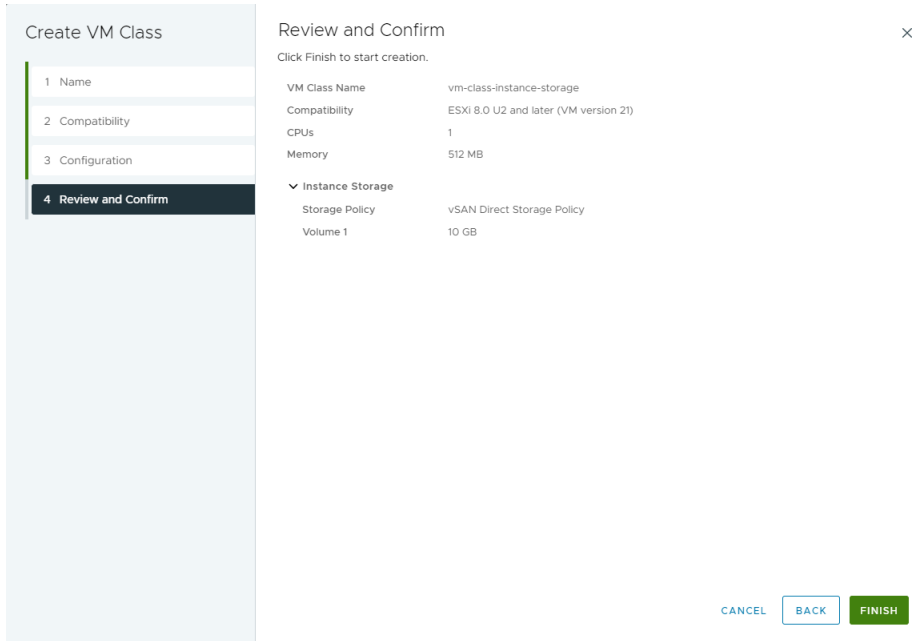 Create VM Class
1 Name
2 Compatibility
3 Configuration
4 Review and Confirm
Review and Confirm
Click Finish to start creation.
VM Class Name vm-class-instance-storage
Compatibility ESXi 8.0 U2 and later (VM version 21)
CPUs 1
Memory 512 MB
Instance Storage
Storage Policy vSAN Direct Storage Policy
Volume 1 10 GB
CANCEL BACK FINISH